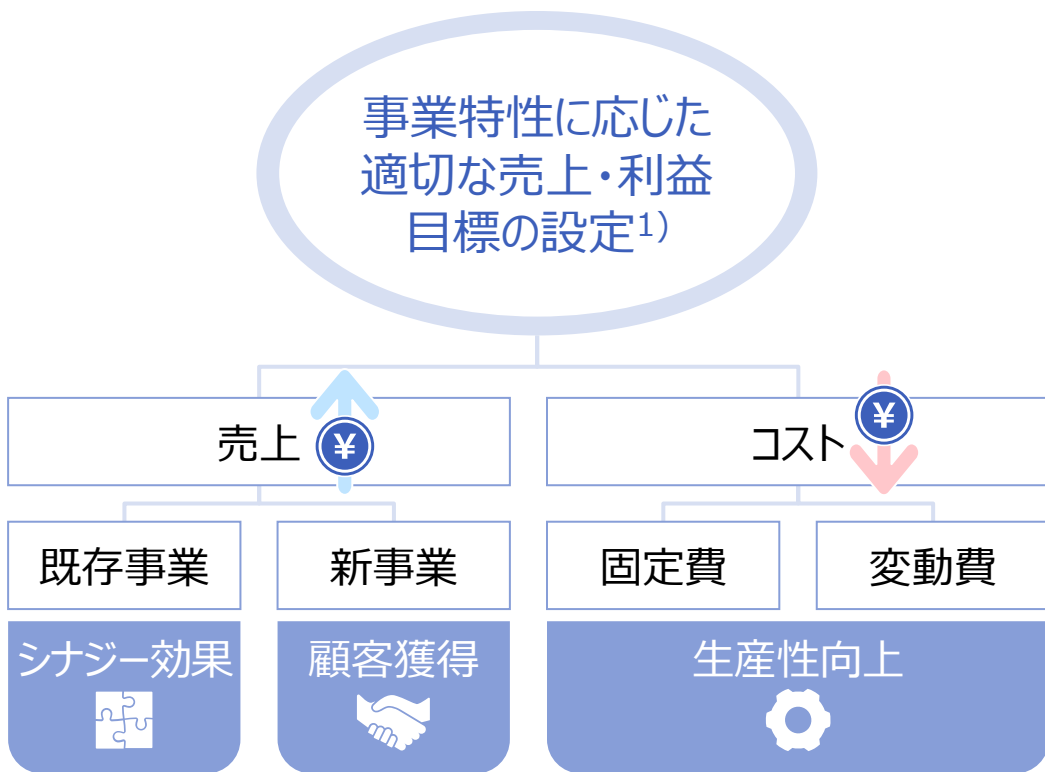 事業特性に応じた
適切な売上・利益
目標の設定1)
売上 ¥
コスト ¥
既存事業
新事業
固定費
変動費
シナジー効果
顧客獲得
生産性向上